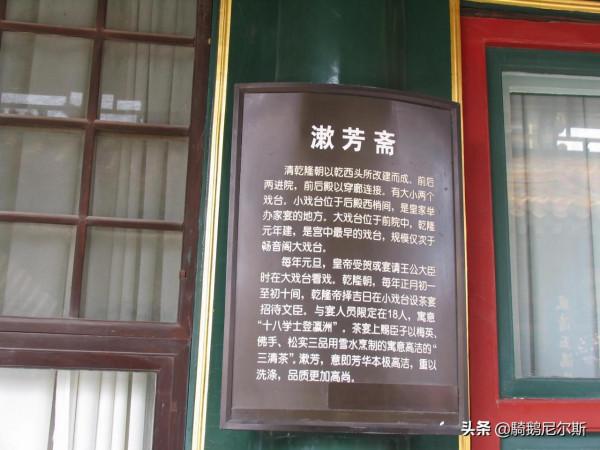 漱芳斋
清乾隆朝以乾西头所改建而成。前后
两进院，前后殿以穿廊连接。有大小两个
戏台。小戏台位于后殿西梢间，是皇家举
办家宴的地方。大戏台位于前院中，乾隆
元年建，是宫中最早的戏台，规模仅次于
畅音阁大戏台。
每年元旦，皇帝受贺或宴请王公大臣
时在大戏台看戏。乾隆朝，每年正月初一
至初十间，乾隆帝择吉日在小戏台设茶宴
招待文臣。与宴人员限定在18人，寓意
“十八学士登瀛洲”。茶宴上赐臣子以梅英、
佛手、松实三品用雪水烹制的寓意高洁的“
三清茶”。漱芳，意即芳华本极高洁，重以
洗涤，品质更加高尚。
头条 @騎鹅尼尔斯